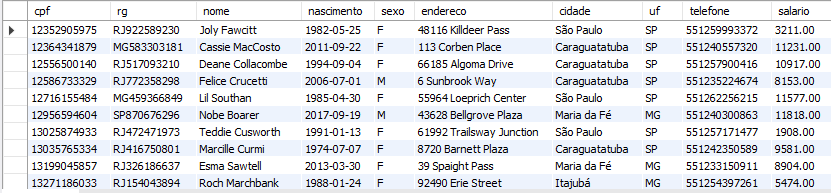 cpf rg nome nascimento sexo endereco cidade uf telefone salario
12352905975 RJ922589230 Joly Fawcitt 1982-05-25 F 48116 Killdeer Pass São Paulo SP 551259993372 3211.00
12364341879 MG583303181 Cassie MacCosto 2011-09-22 F 113 Corben Place Caraguatatuba SP 551240557320 11231.00
12556500140 RJ517093210 Deane Collacombe 1994-09-04 F 66185 Algoma Drive Caraguatatuba SP 551257900416 10917.00
12586733329 RJ772358298 Felice Crucetti 2006-07-01 M 6 Sunbrook Way Caraguatatuba SP 551235224674 8153.00
12716155484 MG459366849 Lil Southan 1985-04-30 F 55964 Loeprich Center São Paulo SP 551262256215 11577.00
12956594604 SP870676296 Nobe Boarer 2017-09-19 M 43628 Bellgrove Plaza Maria da Fé MG 551240300863 11818.00
13025874933 RJ472471973 Teddie Cusworth 1991-01-13 F 61992 Trailsway Junction São Paulo SP 551257171477 1908.00
13035765334 RJ416750801 Marcille Curmi 1974-07-07 F 8720 Barnett Plaza Caraguatatuba SP 551242350589 9581.00
13199045857 RJ326186637 Esma Sawtell 2013-03-30 F 39 Spaight Pass Maria da Fé MG 551233150911 8904.00
13271186033 RJ154043894 Roch Marchbank 1988-01-24 F 92490 Erie Street Itajubá MG 551254397261 5474.00